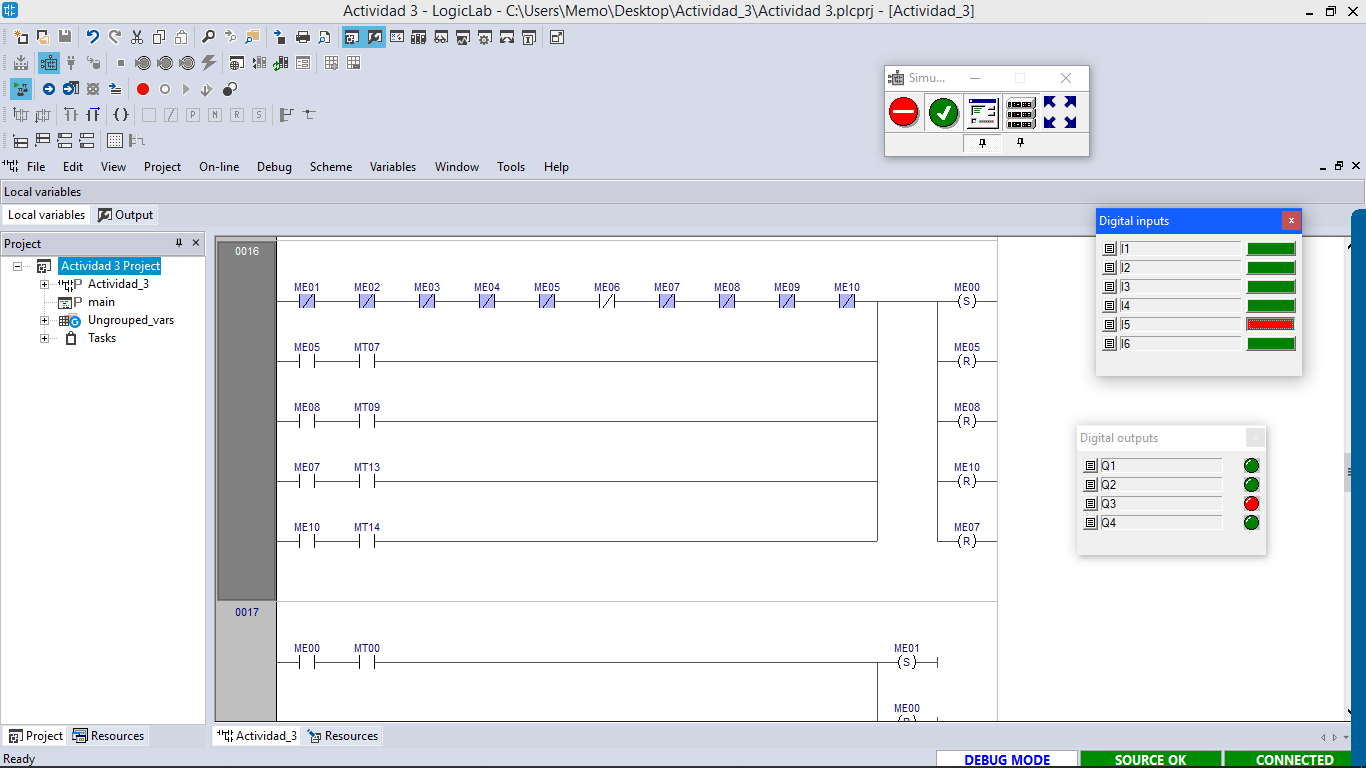 Actividad 3 - LogicLab - C:\Users\Memo\Desktop\Actividad_3\Actividad 3.plcprj - [Actividad_3]
Simu...
File Edit View Project On-line Debug Scheme Variables Window Tools Help
Local variables
Local variables Output
Project
Actividad 3 Project
Actividad_3
main
Ungrouped_vars
Tasks
0016
ME01 ME02 ME03 ME04 ME05 ME06 ME07 ME08 ME09 ME10 ME00
S
ME05 MT07 ME05
R
ME08 MT09 ME08
R
ME07 MT13 ME10
R
ME10 MT14 ME07
R
0017
ME00 MT00 ME01
S
ME00
Digital inputs
I1
I2
I3
I4
I5
I6
Digital outputs
Q1
Q2
Q3
Q4
Project Resources
Actividad_3 Resources
Ready
DEBUG MODE SOURCE OK CONNECTED